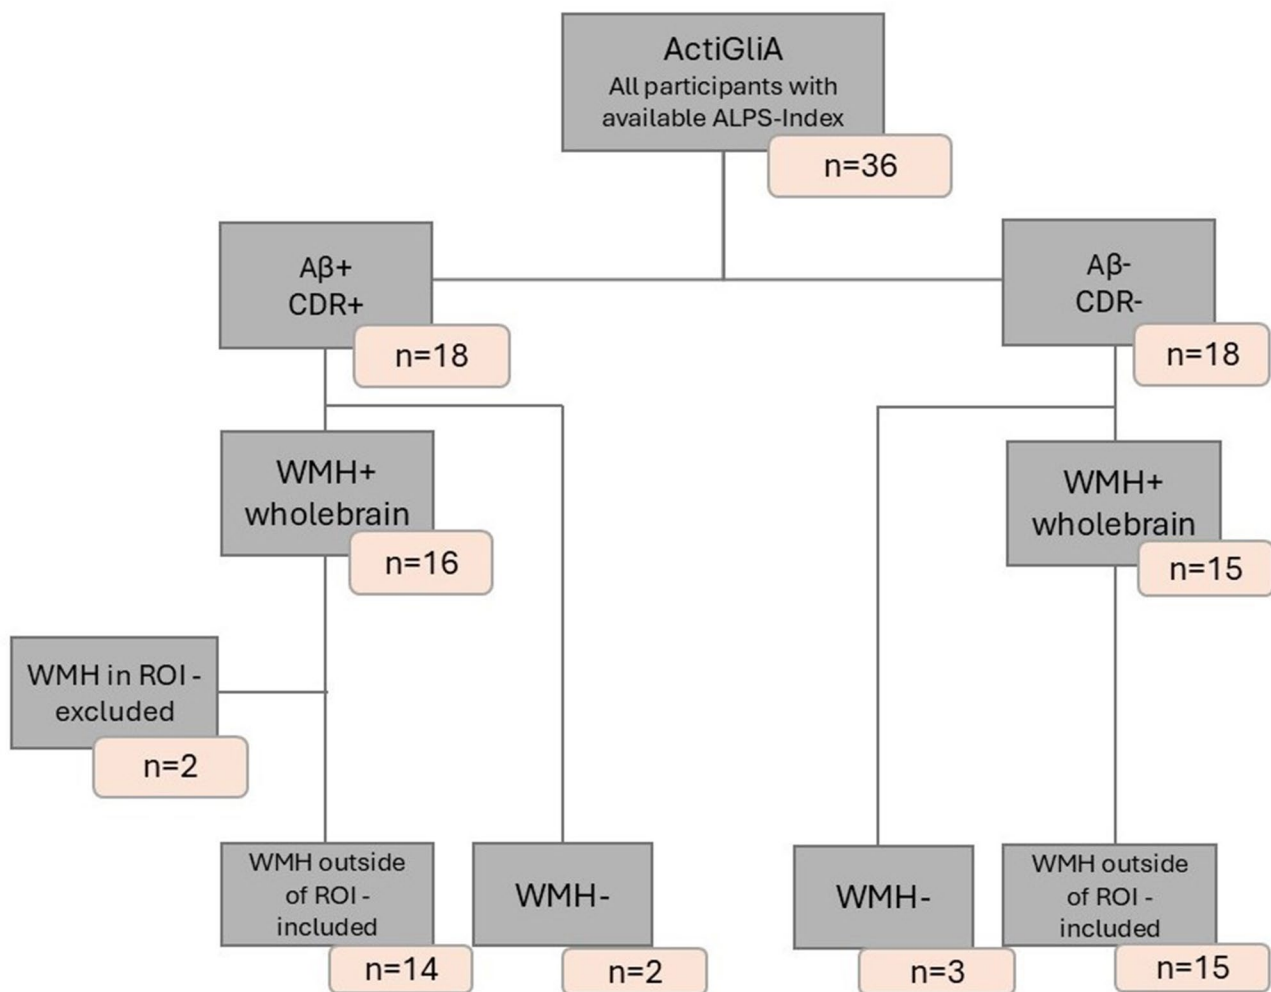 ActiGliA
All participants with
available ALPS-Index
n=36
Aβ+
CDR+
n=18
Aβ-
CDR-
n=18
WMH+
wholebrain
n=16
WMH+
wholebrain
n=15
WMH in ROI -
excluded
n=2
WMH outside
of ROI -
included
n=14
WMH-
n=2
WMH-
n=3
WMH outside
of ROI -
included
n=15